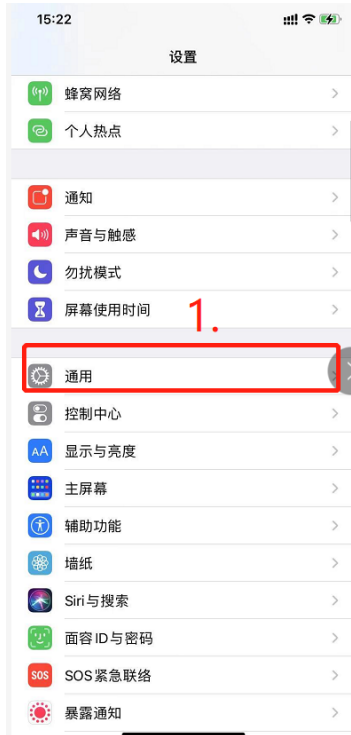 15:22
设置
蜂窝网络
个人热点
通知
声音与触感
勿扰模式
屏幕使用时间
1.
通用
控制中心
AA 显示与亮度
主屏幕
辅助功能
墙纸
Siri与搜索
面容ID与密码
SOS SOS紧急联络
暴露通知